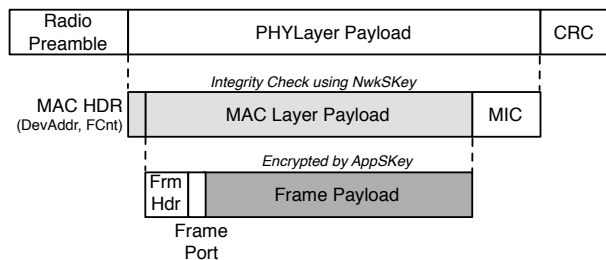 Radio
Preamble
PHYLayer Payload
CRC
Integrity Check using NwkSKey
MAC HDR
(DevAddr, FCnt)
MAC Layer Payload
MIC
Encrypted by AppSKey
Frm
Hdr
Frame Payload
Frame
Port